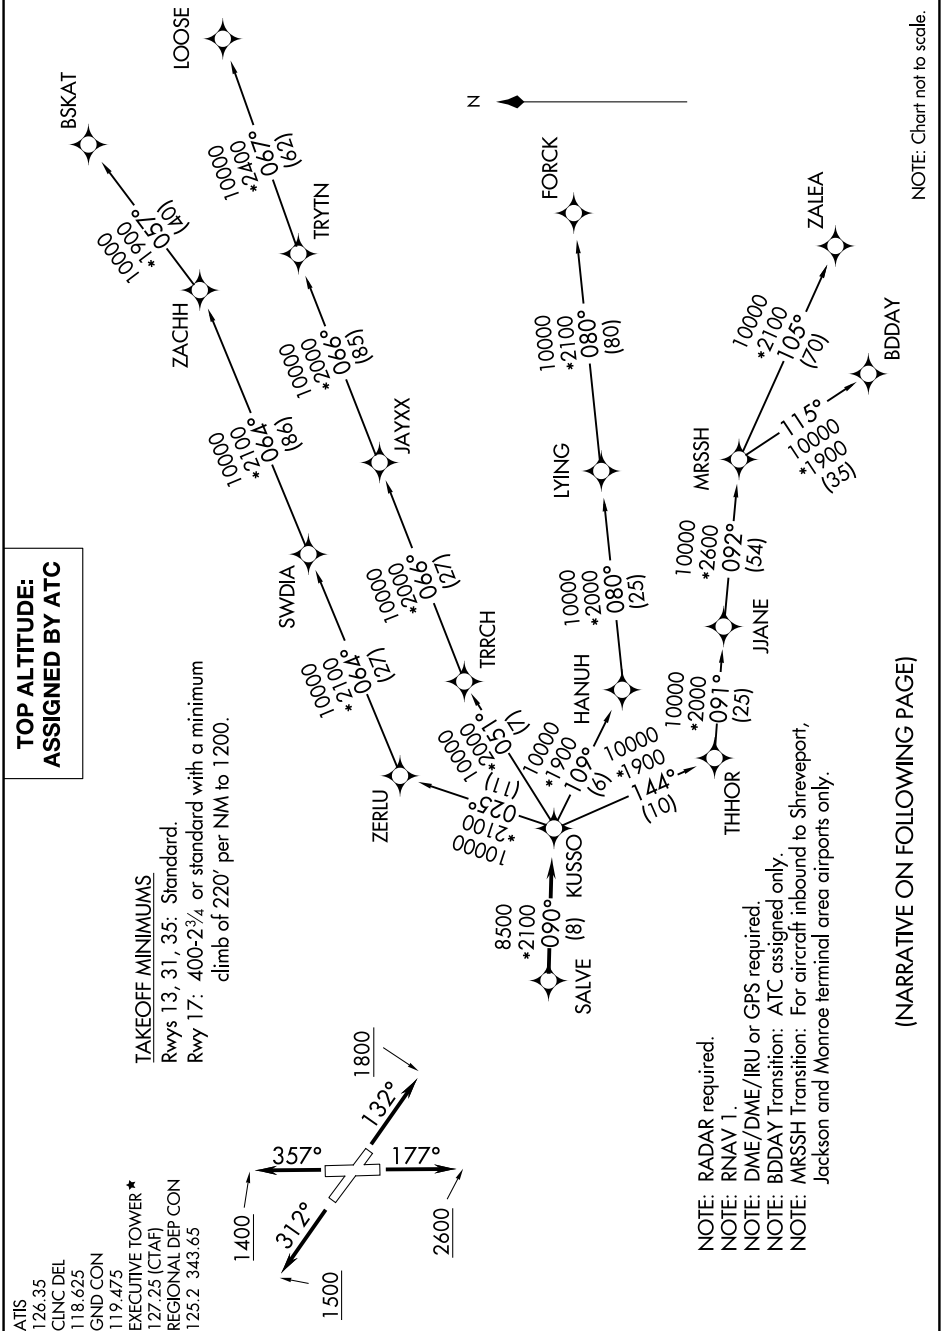 ATIS
126.35
CLNC DEL
118.625
GND CON
119.475
EXECUTIVE TOWER★
127.25 (CTAF)
REGIONAL DEP CON
125.2 343.65
TOP ALTITUDE:
ASSIGNED BY ATC
TAKEOFF MINIMUMS
Rwys 13, 31, 35: Standard.
Rwy 17: 400-2¾ or standard with a minimum
climb of 220' per NM to 1200.
1400
357°
312°
1500
132°
1800
177°
2600
SALVE
8500
*2100
090°
(8)
KUSSO
10000
*2100
025°
(11)
ZERLU
10000
*2100
064°
(27)
SWDIA
10000
*2100
064°
(86)
ZACHH
10000
*1900
057°
(40)
BSKAT
10000
*2000
051°
(7)
TRRCH
10000
*2000
066°
(27)
JAYXX
10000
*2000
066°
(85)
TRYTN
10000
*2400
067°
(62)
LOOSE
10000
*1900
109°
(6)
HANUH
10000
*2000
080°
(25)
LYING
10000
*2100
080°
(80)
FORCK
10000
*1900
144°
(10)
THHOR
10000
*2000
091°
(25)
JJANE
10000
*2600
092°
(54)
MRSSH
10000
*2100
105°
(70)
ZALEA
115°
10000
*1900
(35)
BDDAY
N
NOTE: RADAR required.
NOTE: RNAV 1.
NOTE: DME/DME/IRU or GPS required.
NOTE: BDDAY Transition: ATC assigned only.
NOTE: MRSSH Transition: For aircraft inbound to Shreveport,
Jackson and Monroe terminal area airports only.
(NARRATIVE ON FOLLOWING PAGE)
NOTE: Chart not to scale.